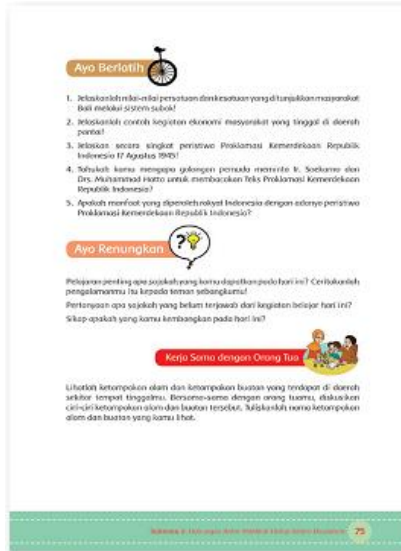 Ayo Berlatih
1. Jelaskanlah nilai-nilai persatuan dan kesatuan yang ditunjukkan masyarakat
Bali melalui sistem subak!
2. Jelaskanlah contoh kegiatan ekonomi masyarakat yang tinggal di daerah
pantai!
3. Jelaskan secara singkat peristiwa Proklamasi Kemerdekaan Republik
Indonesia 17 Agustus 1945!
4. Tahukah kamu mengapa golongan pemuda meminta Ir. Soekarno dan
Drs. Muhammad Hatta untuk membacakan Teks Proklamasi Kemerdekaan
Republik Indonesia?
5. Apakah manfaat yang diperoleh rakyat Indonesia dengan adanya peristiwa
Proklamasi Kemerdekaan Republik Indonesia?
Ayo Renungkan
?
Pelajaran penting apa sajakah yang kamu dapatkan pada hari ini? Ceritakanlah
pengalamanmu itu kepada teman sebangkumu!
Pertanyaan apa sajakah yang belum terjawab dari kegiatan belajar hari ini?
Sikap apakah yang kamu kembangkan pada hari ini?
Kerja Sama dengan Orang Tua
Lihatlah ketampakan alam dan ketampakan buatan yang terdapat di daerah
sekitar tempat tinggalmu. Bersama-sama dengan orang tuamu, diskusikan
ciri-ciri ketampakan alam dan buatan tersebut. Tuliskanlah nama ketampakan
alam dan buatan yang kamu lihat.
75